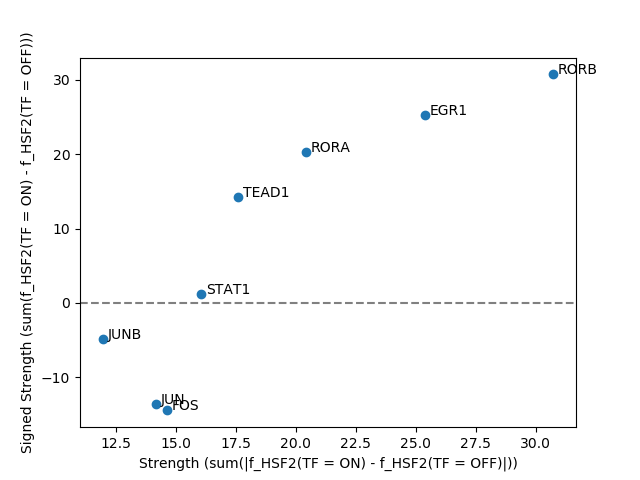 Signed Strength (sum(f_HSF2(TF = ON) - f_HSF2(TF = OFF)))
30
20
10
0
−10
RORB
EGR1
RORA
TEAD1
STAT1
JUNB
JUN
FOS
12.5 15.0 17.5 20.0 22.5 25.0 27.5 30.0
Strength (sum(|f_HSF2(TF = ON) - f_HSF2(TF = OFF)|))